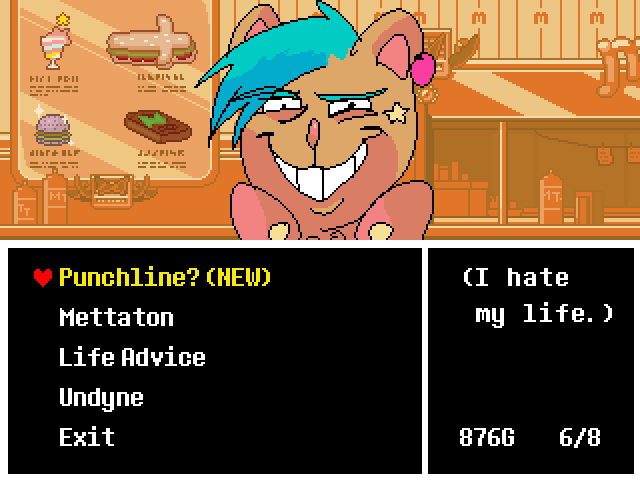 Punchline?(NEW)
Mettaton
Life Advice
Undyne
Exit
(I hate
my life.)
876G 6/8